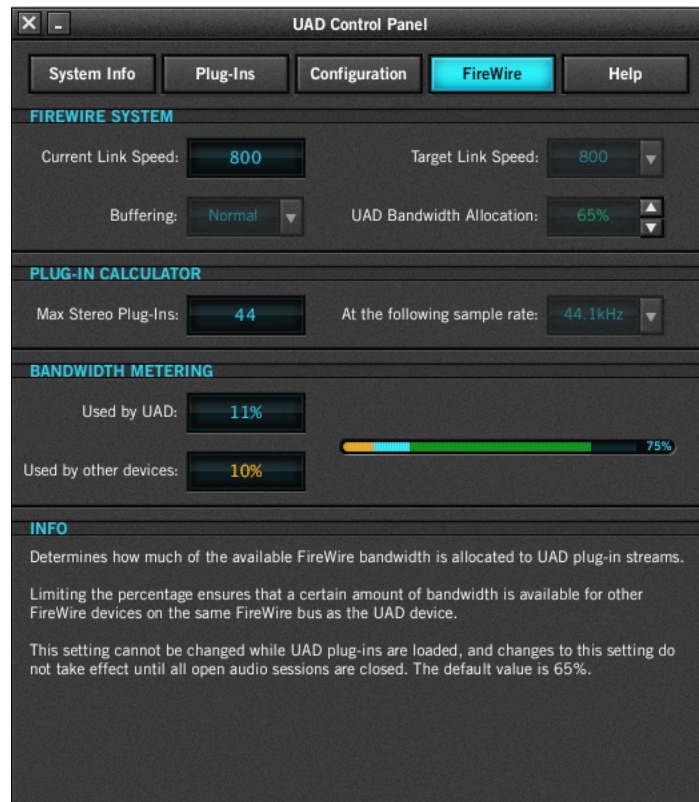 UAD Control Panel
System Info
Plug-Ins
Configuration
FireWire
Help
FIREWIRE SYSTEM
Current Link Speed: 800
Target Link Speed: 800
Buffering: Normal
UAD Bandwidth Allocation: 65%
PLUG-IN CALCULATOR
Max Stereo Plug-Ins: 44
At the following sample rate: 44.1kHz
BANDWIDTH METERING
Used by UAD: 11%
75%
Used by other devices: 10%
INFO
Determines how much of the available FireWire bandwidth is allocated to UAD plug-in streams.
Limiting the percentage ensures that a certain amount of bandwidth is available for other
FireWire devices on the same FireWire bus as the UAD device.
This setting cannot be changed while UAD plug-ins are loaded, and changes to this setting do
not take effect until all open audio sessions are closed. The default value is 65%.